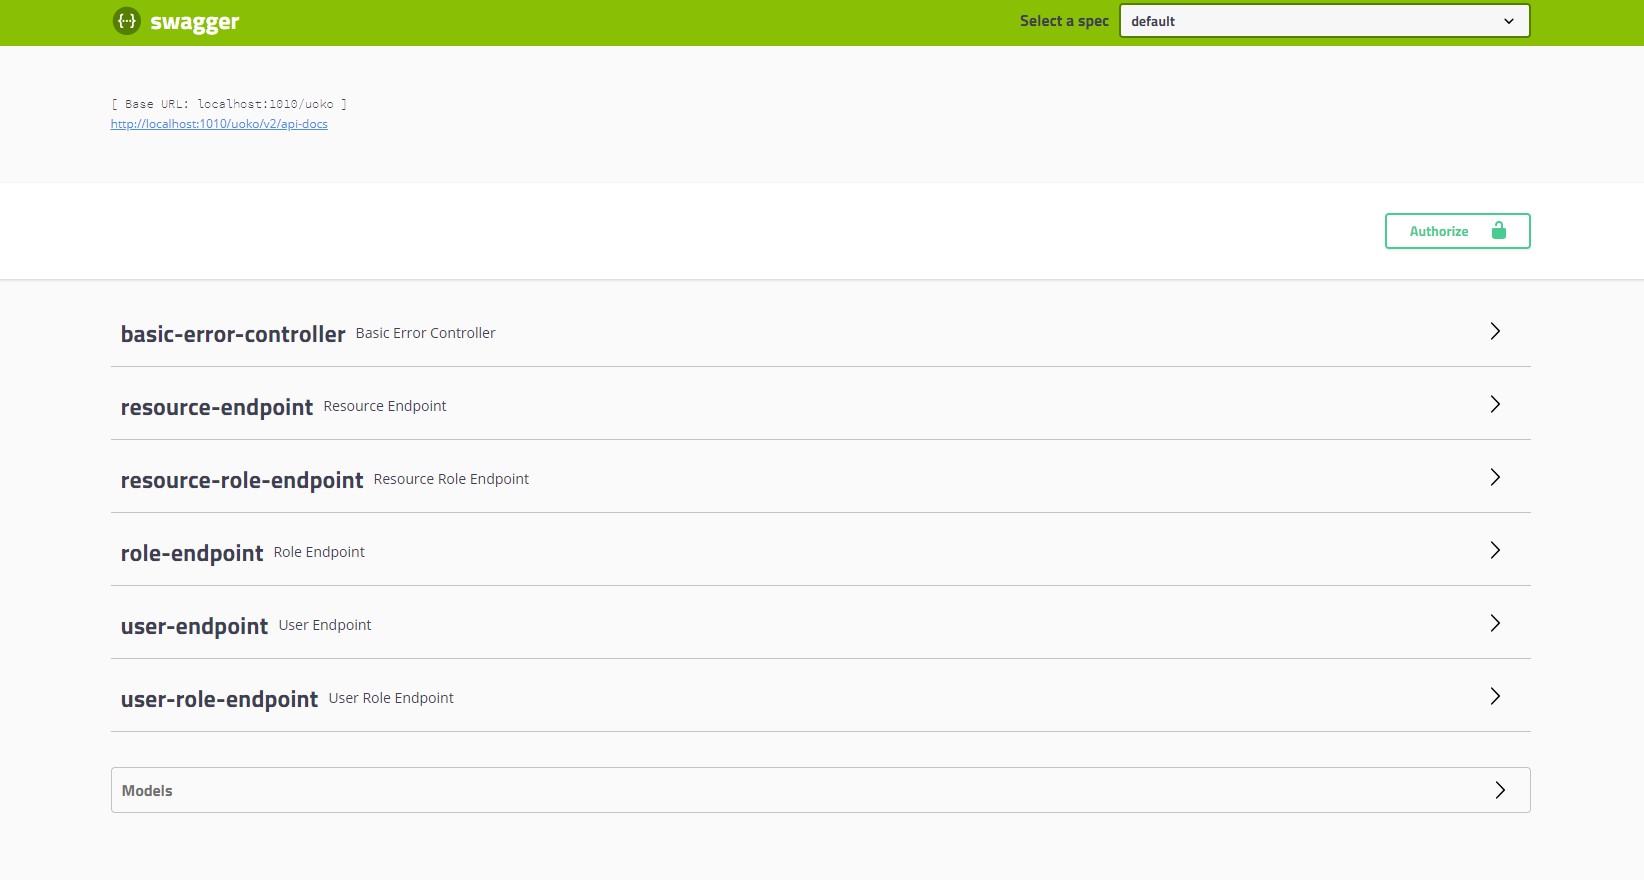 {··} swagger
Select a spec
default
[ Base URL: localhost:1010/uoko ]
http://localhost:1010/uoko/v2/api-docs
Authorize
basic-error-controller Basic Error Controller
resource-endpoint Resource Endpoint
resource-role-endpoint Resource Role Endpoint
role-endpoint Role Endpoint
user-endpoint User Endpoint
user-role-endpoint User Role Endpoint
Models